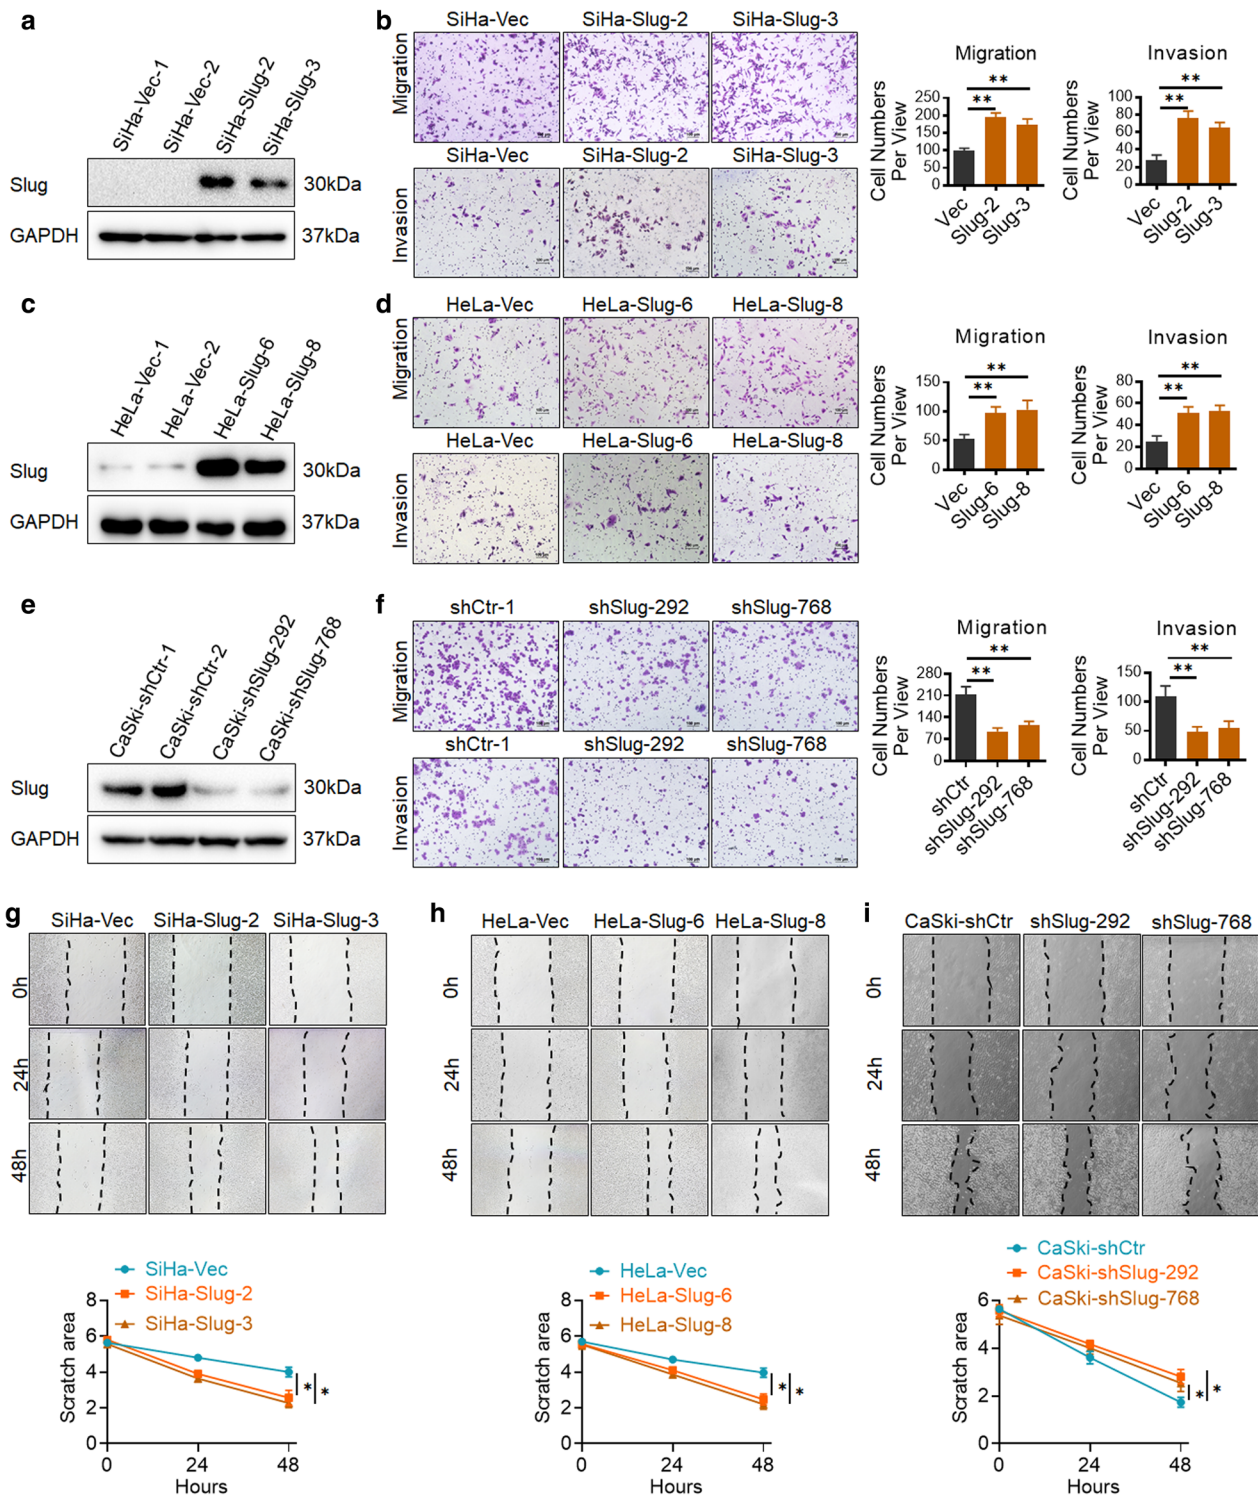 a
SiHa-Vec-1
SiHa-Vec-2
SiHa-Slug-2
SiHa-Slug-3
Slug
30kDa
GAPDH
37kDa
b
SiHa-Vec
SiHa-Slug-2
SiHa-Slug-3
Migration
SiHa-Vec
SiHa-Slug-2
SiHa-Slug-3
Invasion
Migration
Cell Numbers
Per View
250
200
150
100
50
0
**
**
Vec
Slug-2
Slug-3
Invasion
Cell Numbers
Per View
100
80
60
40
20
0
**
**
Vec
Slug-2
Slug-3
c
HeLa-Vec-1
HeLa-Vec-2
HeLa-Slug-6
HeLa-Slug-8
Slug
30kDa
GAPDH
37kDa
d
HeLa-Vec
HeLa-Slug-6
HeLa-Slug-8
Migration
HeLa-Vec
HeLa-Slug-6
HeLa-Slug-8
Invasion
Migration
Cell Numbers
Per View
150
100
50
0
**
**
Vec
Slug-6
Slug-8
Invasion
Cell Numbers
Per View
80
60
40
20
0
**
**
Vec
Slug-6
Slug-8
e
CaSki-shCtr-1
CaSki-shCtr-2
CaSki-shSlug-292
CaSki-shSlug-768
Slug
30kDa
GAPDH
37kDa
f
shCtr-1
shSlug-292
shSlug-768
Migration
shCtr-1
shSlug-292
shSlug-768
Invasion
Migration
Cell Numbers
Per View
280
210
140
70
0
**
**
shCtr
shSlug-292
shSlug-768
Invasion
Cell Numbers
Per View
150
100
50
0
**
**
shCtr
shSlug-292
shSlug-768
g
SiHa-Vec
SiHa-Slug-2
SiHa-Slug-3
0h
24h
48h
SiHa-Vec
SiHa-Slug-2
SiHa-Slug-3
Scratch area
8
6
4
2
0
* *
0 24 48
Hours
h
HeLa-Vec
HeLa-Slug-6
HeLa-Slug-8
0h
24h
48h
HeLa-Vec
HeLa-Slug-6
HeLa-Slug-8
Scratch area
8
6
4
2
0
* *
0 24 48
Hours
i
CaSki-shCtr
shSlug-292
shSlug-768
0h
24h
48h
CaSki-shCtr
CaSki-shSlug-292
CaSki-shSlug-768
Scratch area
6
4
2
0
* *
0 24 48
Hours